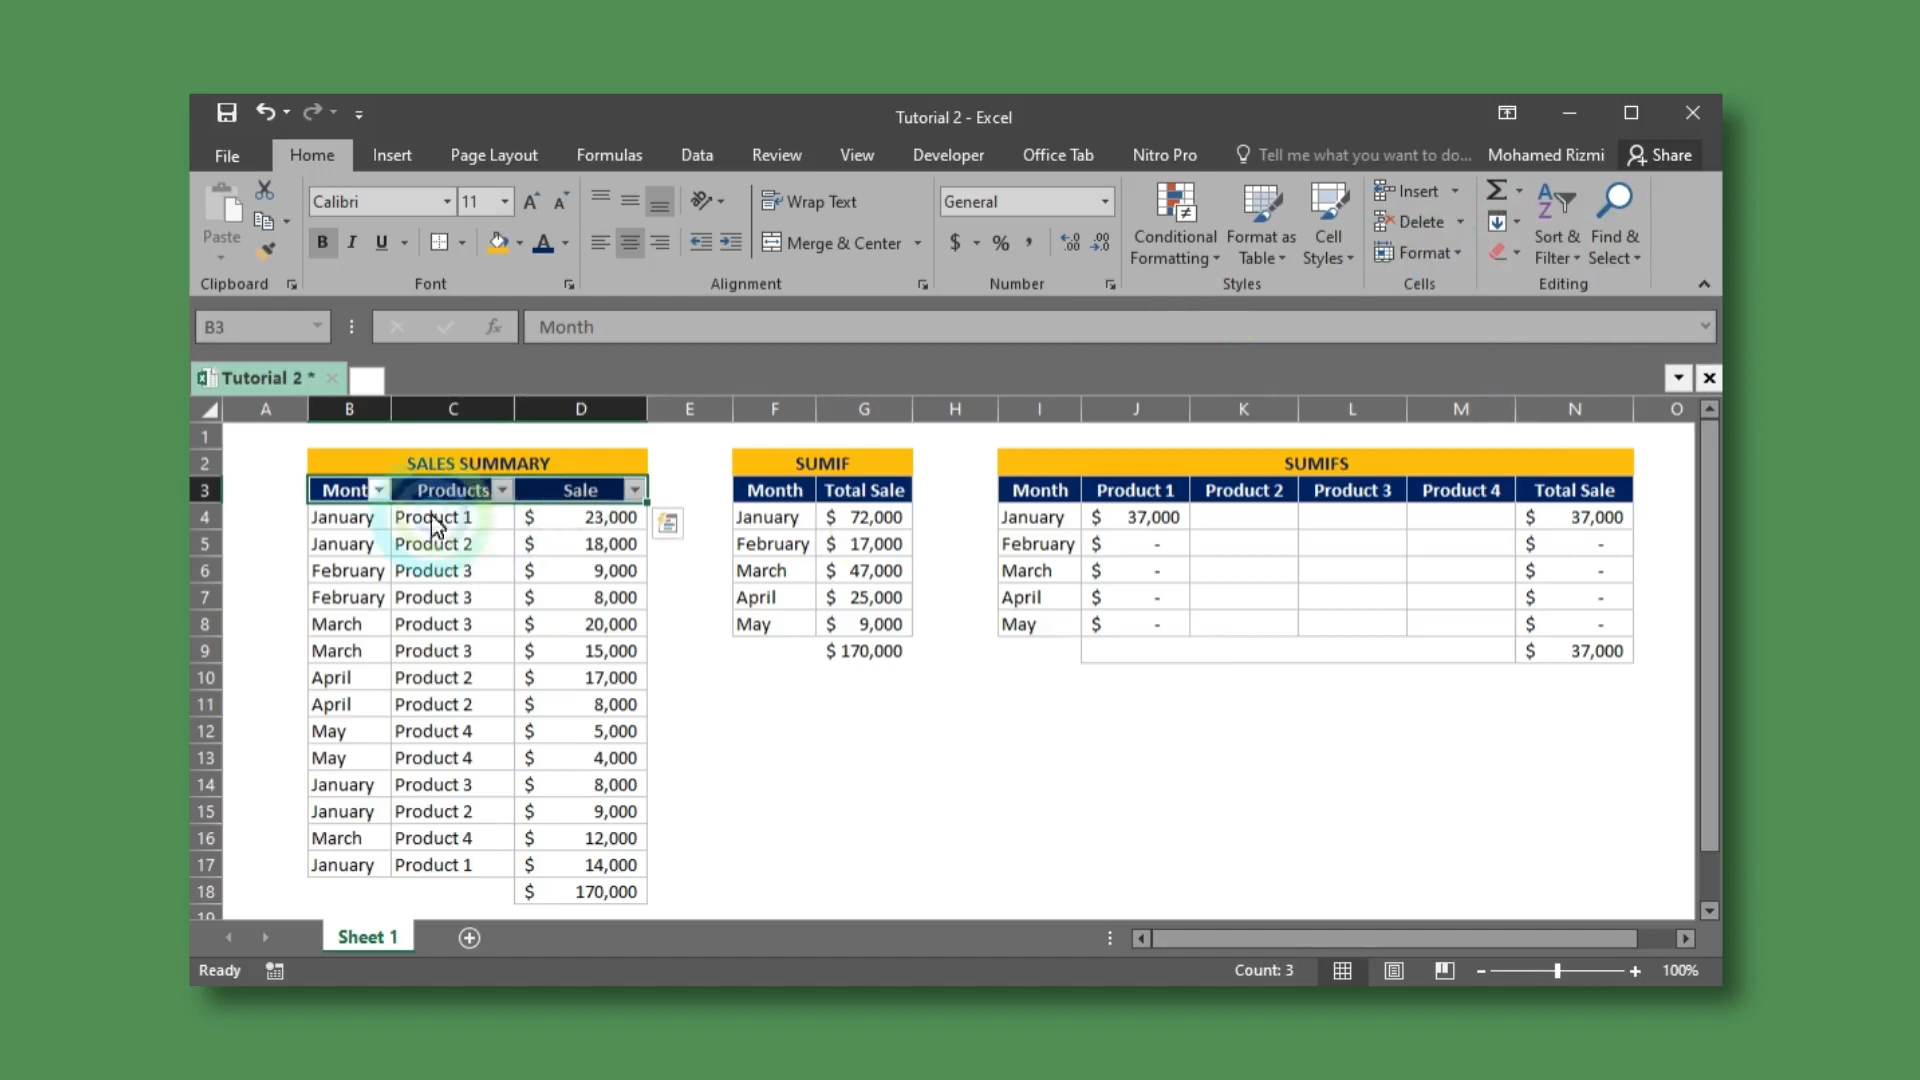 Tutorial 2 - Excel
File Home Insert Page Layout Formulas Data Review View Developer Office Tab Nitro Pro Tell me what you want to do... Mohamed Rizmi Share
Paste
Calibri 11 A A
B I U A
Wrap Text
Merge & Center
General
$ % , .00 .00
Conditional Formatting
Format as Table
Cell Styles
Insert
Delete
Format
Sort & Filter
Find & Select
Clipboard Font Alignment Number Styles Cells Editing
B3 fx Month
Tutorial 2 *
A B C D E F G H I J K L M N O
1
2 SALES SUMMARY SUMIF SUMIFS
3 Mont Products Sale Month Total Sale Month Product 1 Product 2 Product 3 Product 4 Total Sale
4 January Product 1 $ 23,000 January $ 72,000 January $ 37,000 $ 37,000
5 January Product 2 $ 18,000 February $ 17,000 February $ - $ -
6 February Product 3 $ 9,000 March $ 47,000 March $ - $ -
7 February Product 3 $ 8,000 April $ 25,000 April $ - $ -
8 March Product 3 $ 20,000 May $ 9,000 May $ - $ -
9 March Product 3 $ 15,000 $ 170,000 $ 37,000
10 April Product 2 $ 17,000
11 April Product 2 $ 8,000
12 May Product 4 $ 5,000
13 May Product 4 $ 4,000
14 January Product 3 $ 8,000
15 January Product 2 $ 9,000
16 March Product 4 $ 12,000
17 January Product 1 $ 14,000
18 $ 170,000
19
Sheet 1
Ready Count: 3 100%